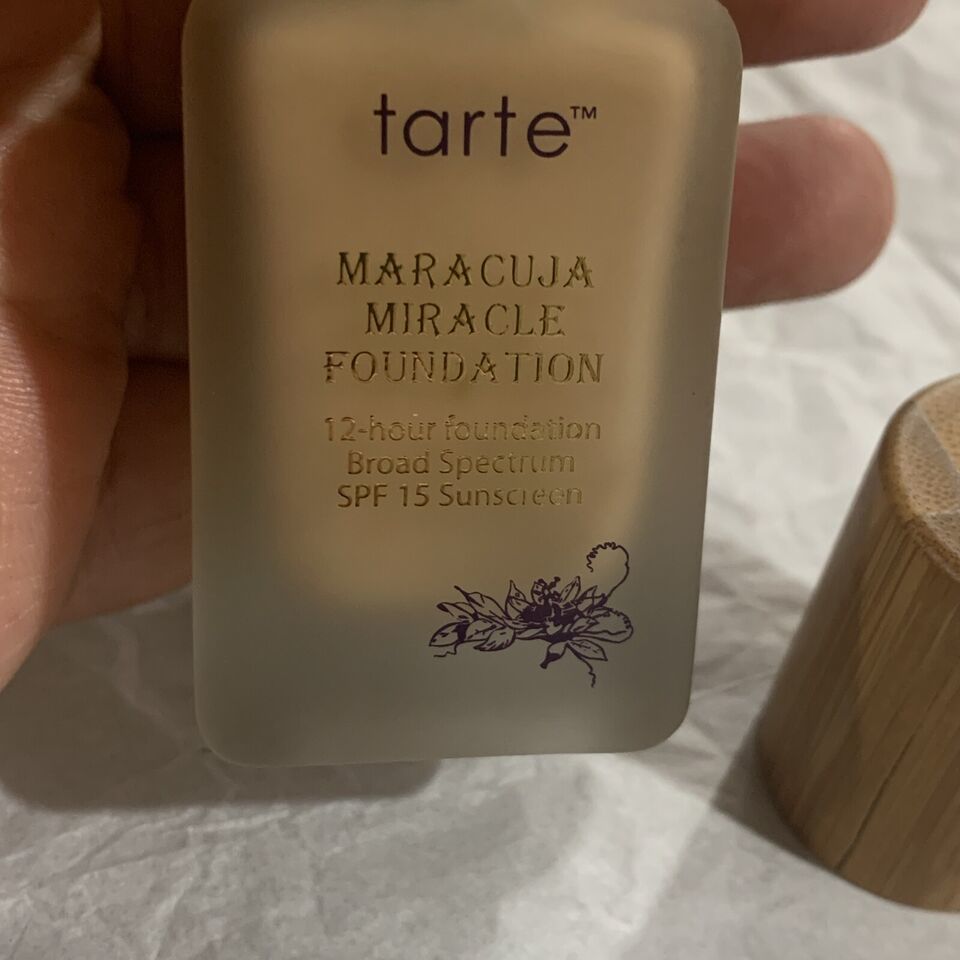 tarte™
MARACUJA
MIRACLE
FOUNDATION
12-hour foundation
Broad Spectrum
SPF 15 Sunscreen